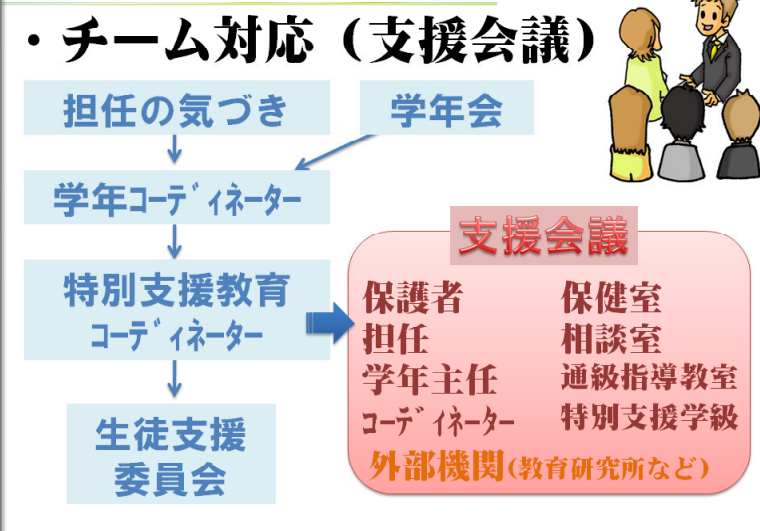 ・チーム対応（支援会議）
担任の気づき
学年会
学年ｺｰﾃﾞｨﾈｰﾀｰ
特別支援教育
ｺｰﾃﾞｨﾈｰﾀｰ
生徒支援
委員会
支援会議
保護者
保健室
担任
相談室
学年主任
通級指導教室
ｺｰﾃﾞｨﾈｰﾀｰ
特別支援学級
外部機関(教育研究所など)